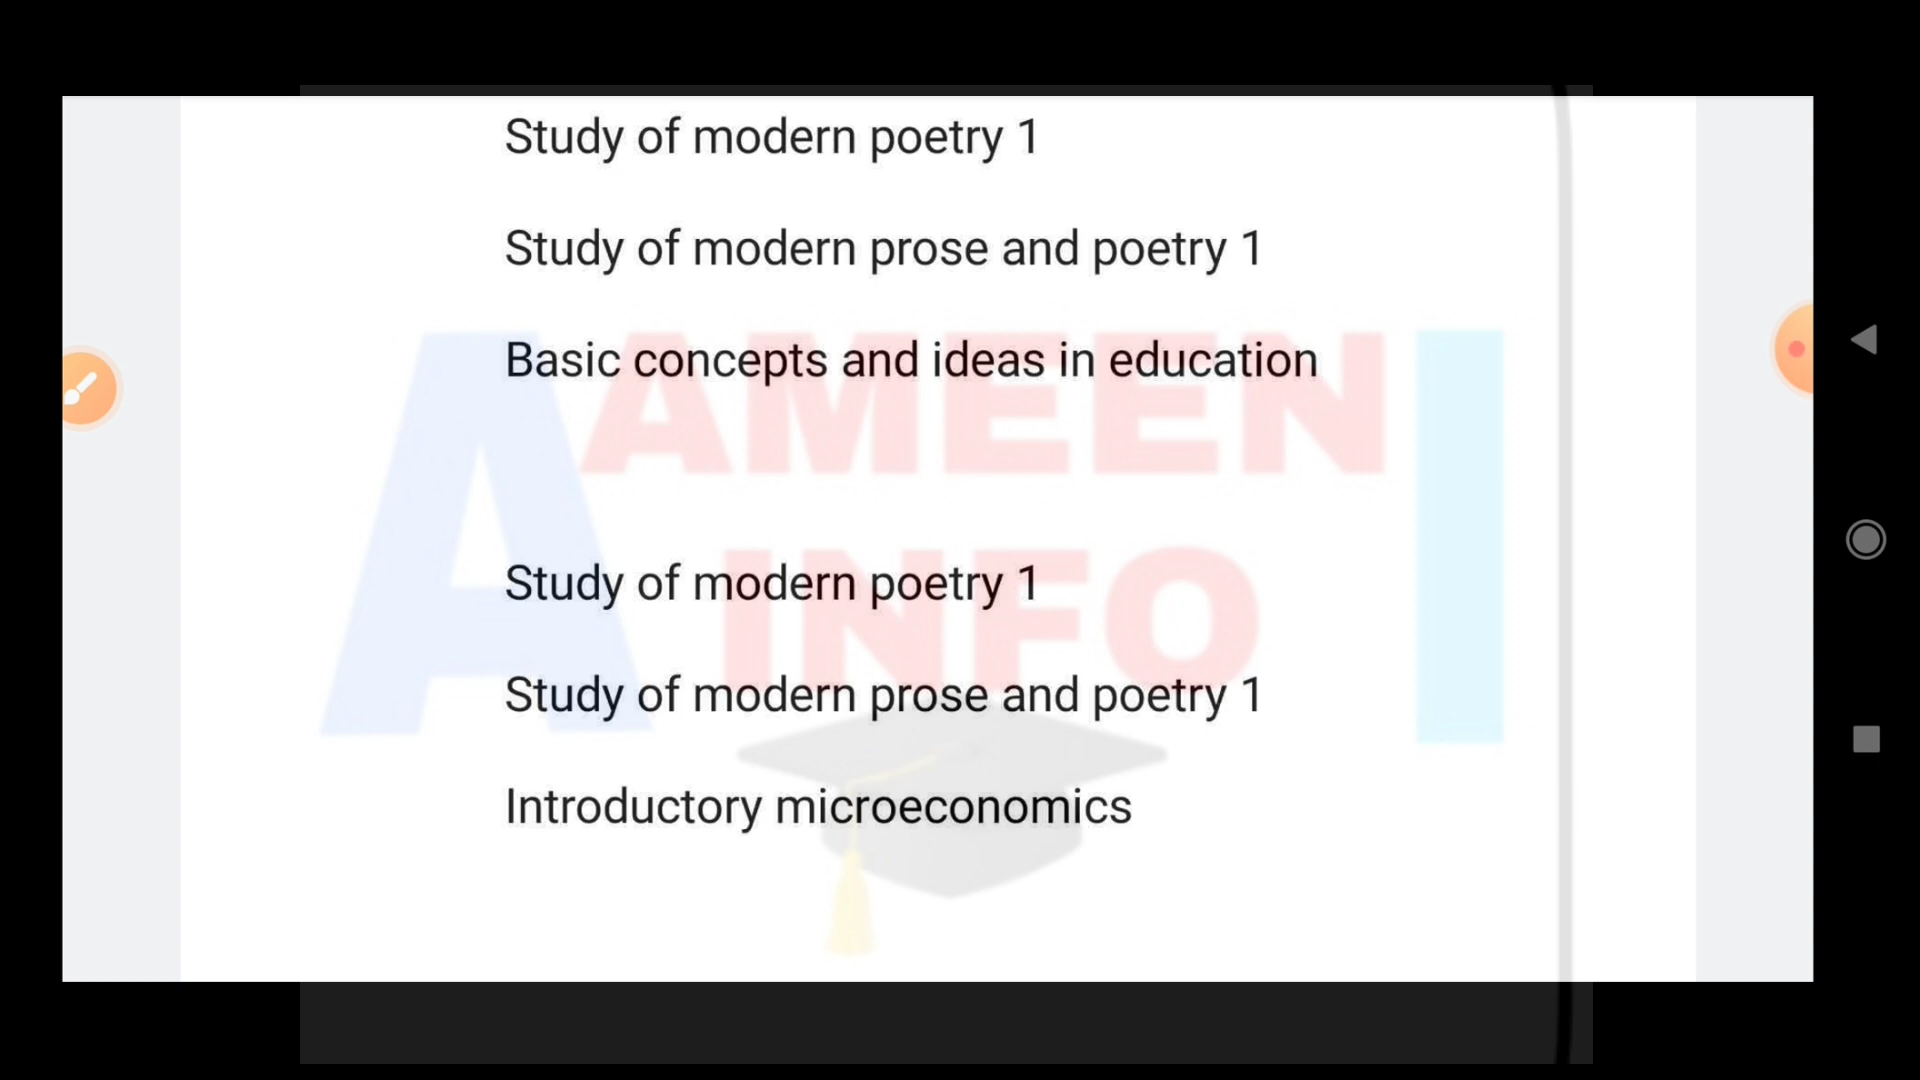 Study of modern poetry 1
Study of modern prose and poetry 1
Basic concepts and ideas in education
Study of modern poetry 1
Study of modern prose and poetry 1
Introductory microeconomics
A
AMEEN
INFO
I